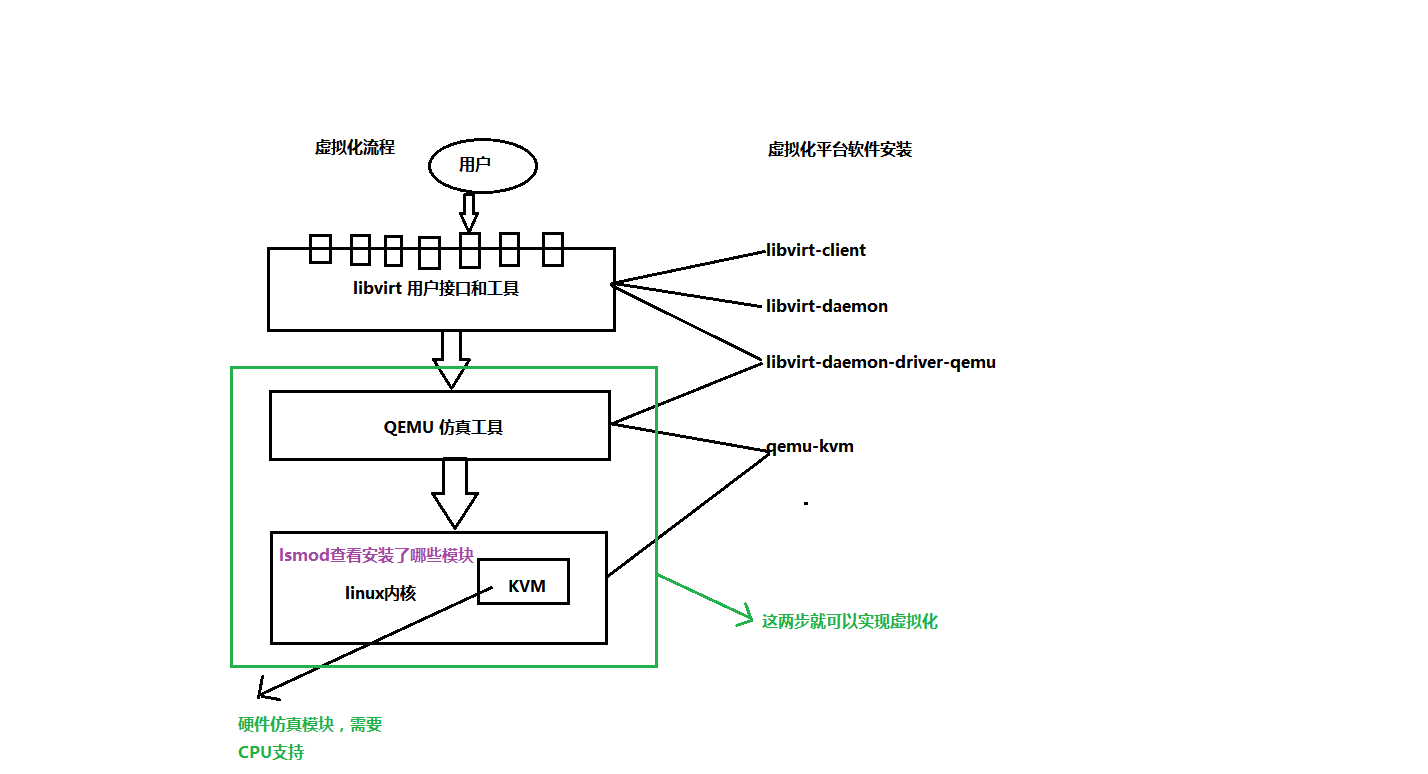 虚拟化流程
用户
虚拟化平台软件安装
libvirt-client
libvirt 用户接口和工具
libvirt-daemon
libvirt-daemon-driver-qemu
QEMU 仿真工具
qemu-kvm
lsmod查看安装了哪些模块
linux内核
KVM
这两步就可以实现虚拟化
硬件仿真模块，需要
CPU支持